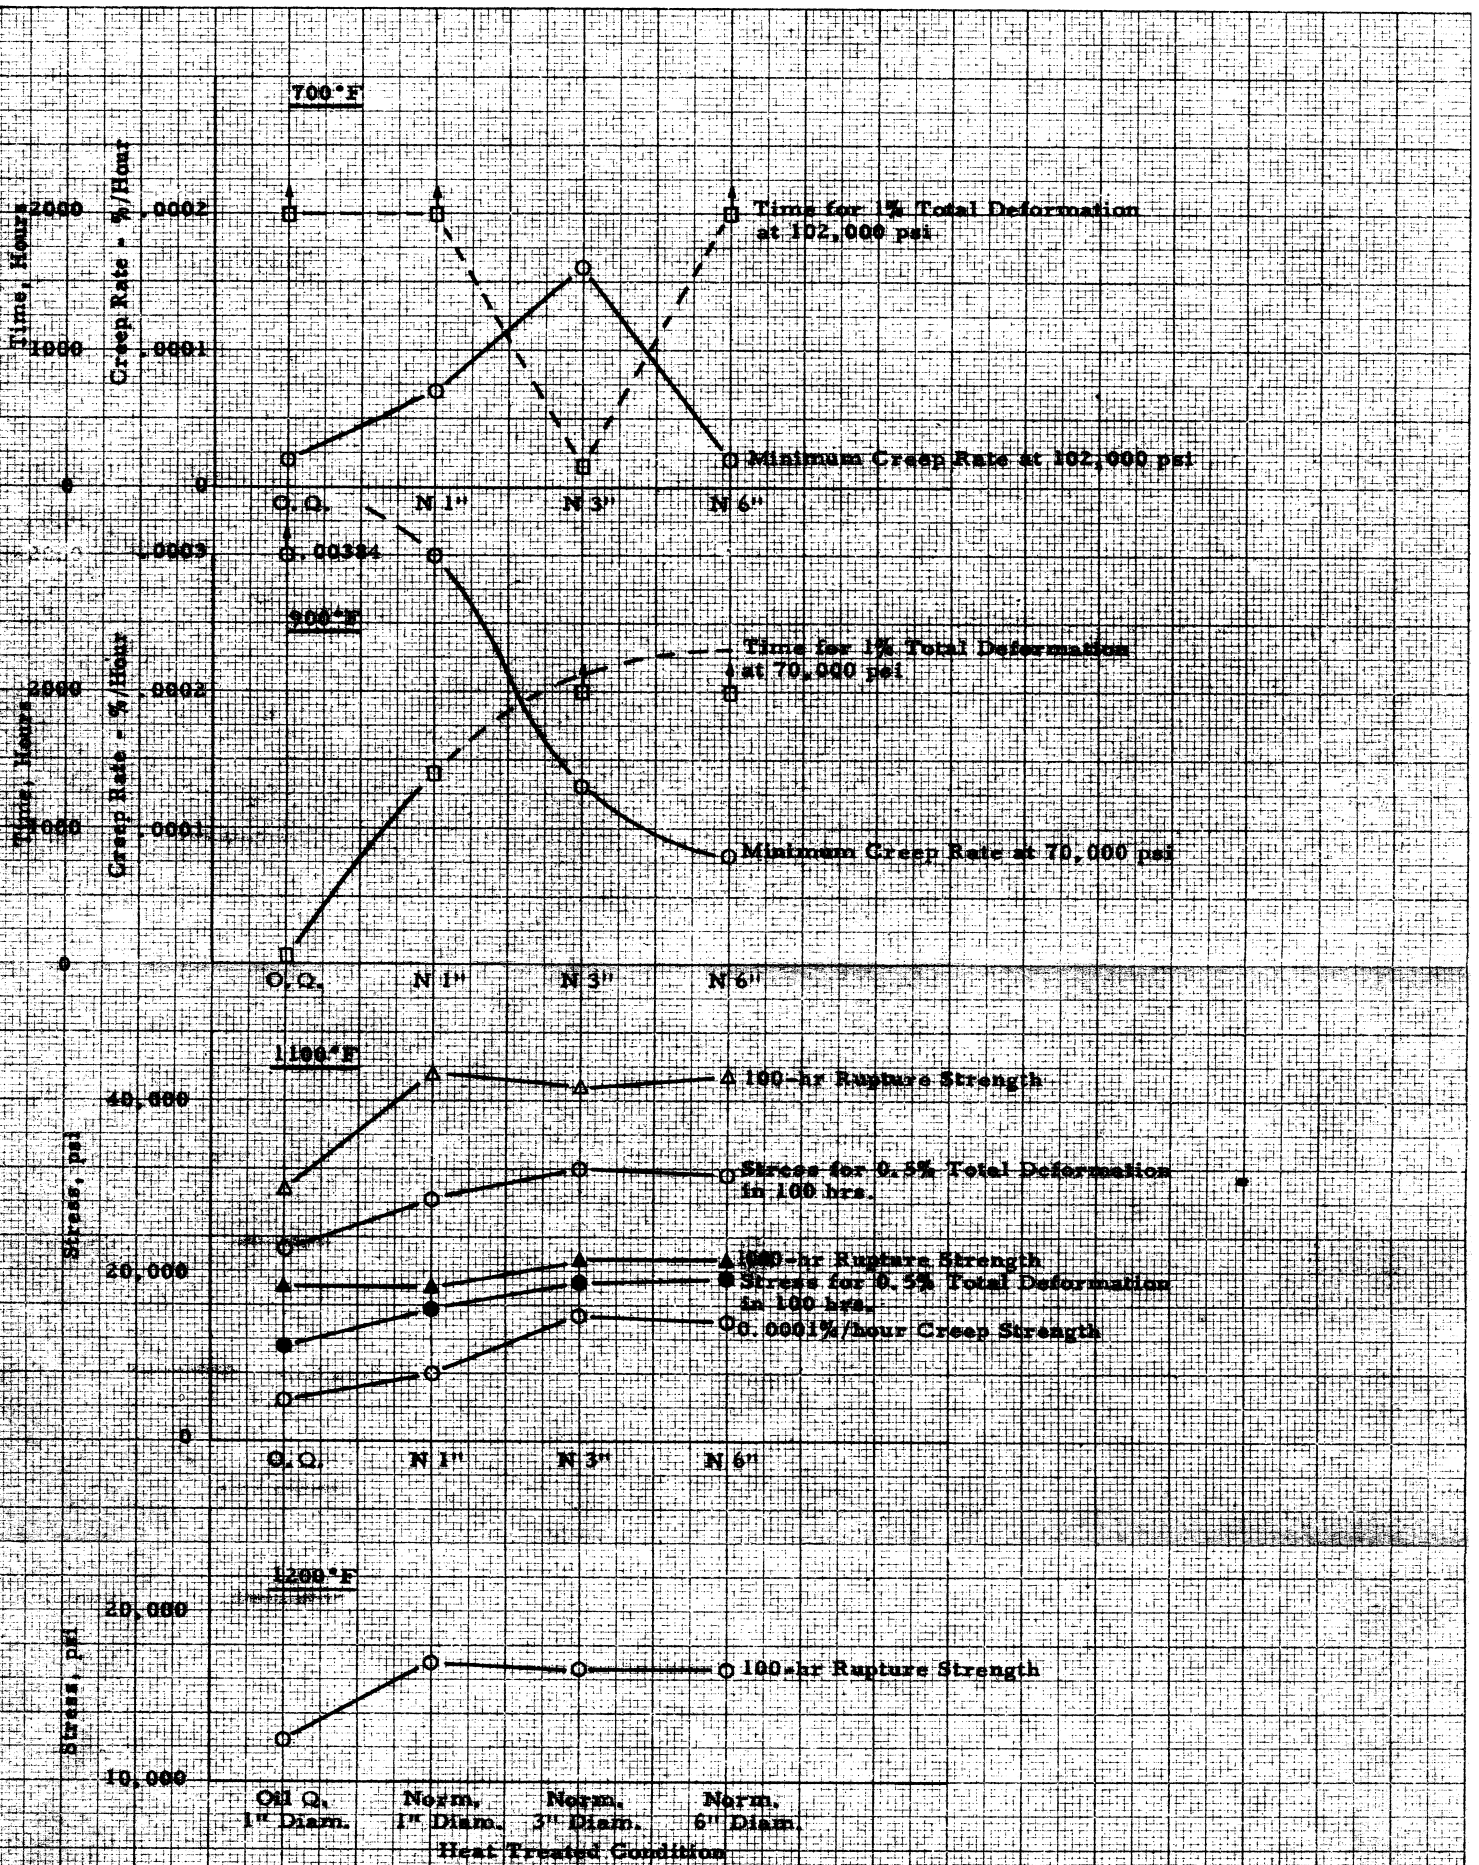 700°F
Time, Hours
Creep Rate - %/Hour
2000
.0002
Time for 1% Total Deformation
at 102,000 psi
1000
.0001
Minimum Creep Rate at 102,000 psi
0
0
O.Q.
N 1"
N 3"
N 6"
.0003
.00384
900°F
Time, Hours
Creep Rate - %/Hour
Time for 1% Total Deformation
at 70,000 psi
2000
.0002
1000
.0001
Minimum Creep Rate at 70,000 psi
0
O.Q.
N 1"
N 3"
N 6"
1100°F
Stress, psi
100-hr Rupture Strength
40,000
Stress for 0.5% Total Deformation
in 100 hrs.
-hr Rupture Strength
20,000
Stress for 0.5% Total Deformation
in 100 hrs.
0.0001%/hour Creep Strength
0
O.Q.
N 1"
N 3"
N 6"
1200°F
Stress, psi
20,000
100-hr Rupture Strength
10,000
Oil Q.
1" Diam.
Norm.
1" Diam.
Norm.
3" Diam.
Norm.
6" Diam.
Heat Treated Condition